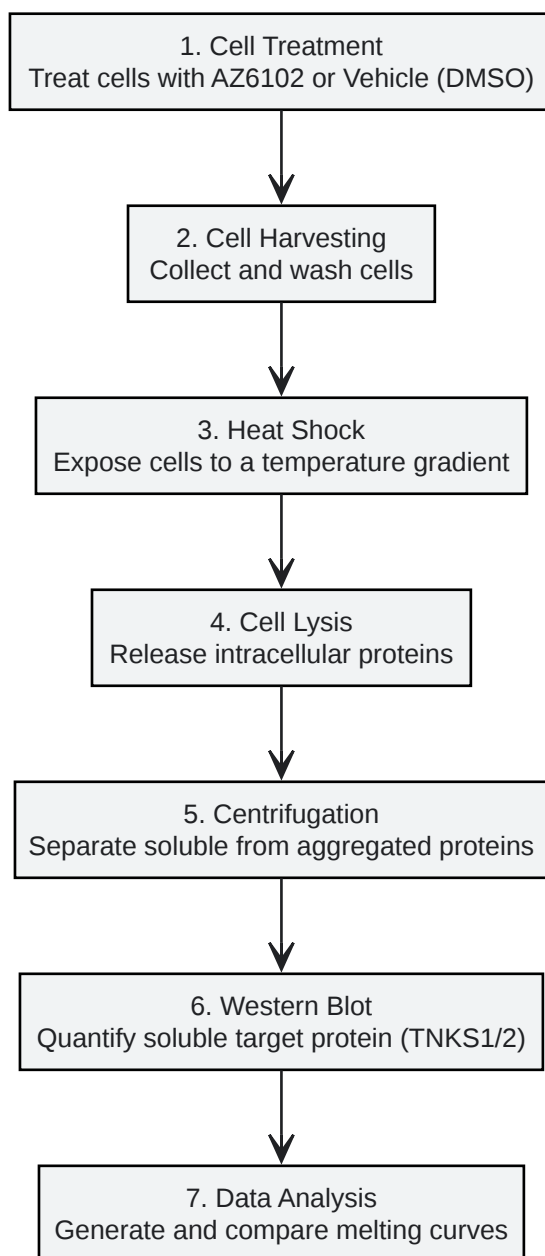 1. Cell Treatment
Treat cells with AZ6102 or Vehicle (DMSO)
2. Cell Harvesting
Collect and wash cells
3. Heat Shock
Expose cells to a temperature gradient
4. Cell Lysis
Release intracellular proteins
5. Centrifugation
Separate soluble from aggregated proteins
6. Western Blot
Quantify soluble target protein (TNKS1/2)
7. Data Analysis
Generate and compare melting curves